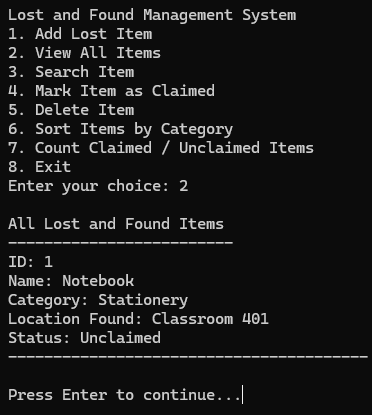 Lost and Found Management System
1. Add Lost Item
2. View All Items
3. Search Item
4. Mark Item as Claimed
5. Delete Item
6. Sort Items by Category
7. Count Claimed / Unclaimed Items
8. Exit
Enter your choice: 2
All Lost and Found Items
-------------------------
ID: 1
Name: Notebook
Category: Stationery
Location Found: Classroom 401
Status: Unclaimed
----------------------------------------
Press Enter to continue...